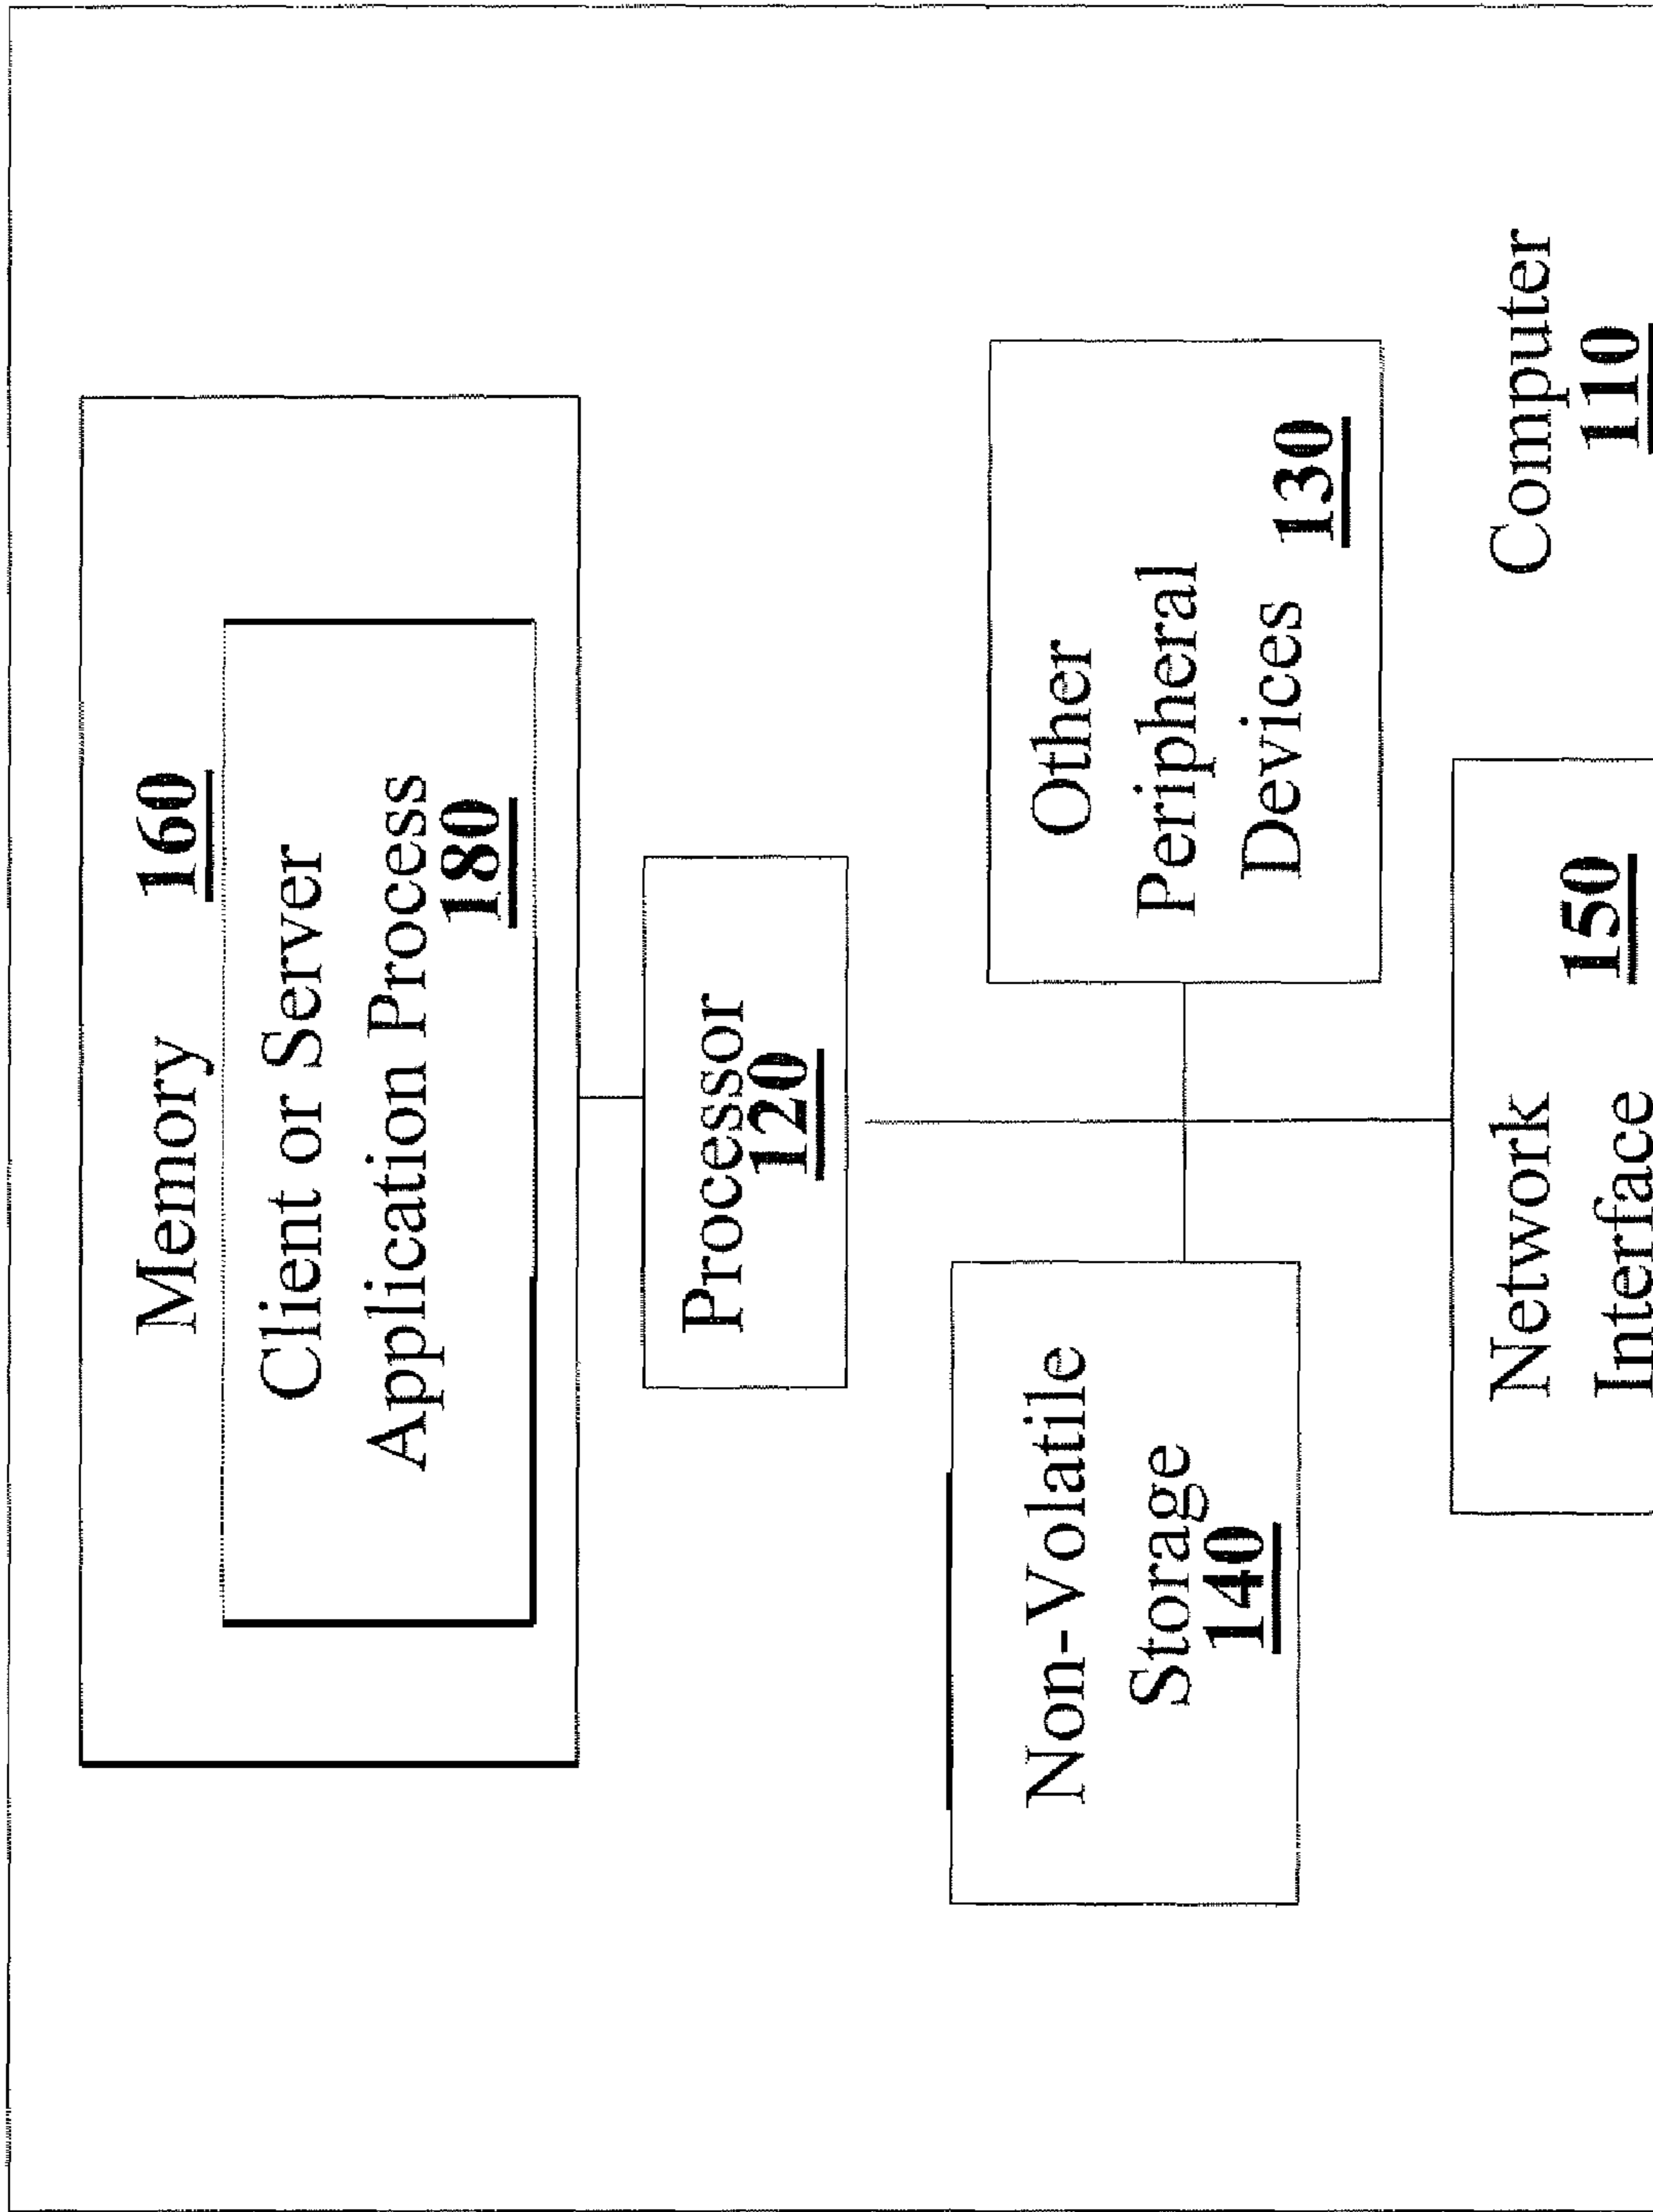 Memory 160
Client or Server
Application Process
180
Processor
120
Non-Volatile
Storage
140
Other
Peripheral
Devices 130
Network
Interface 150
Computer
110